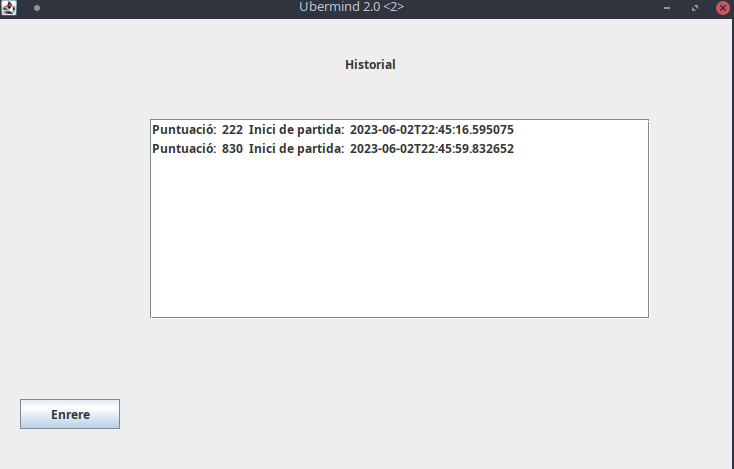 Ubermind 2.0 <2>
Historial
Puntuació: 222 Inici de partida: 2023-06-02T22:45:16.595075
Puntuació: 830 Inici de partida: 2023-06-02T22:45:59.832652
Enrere